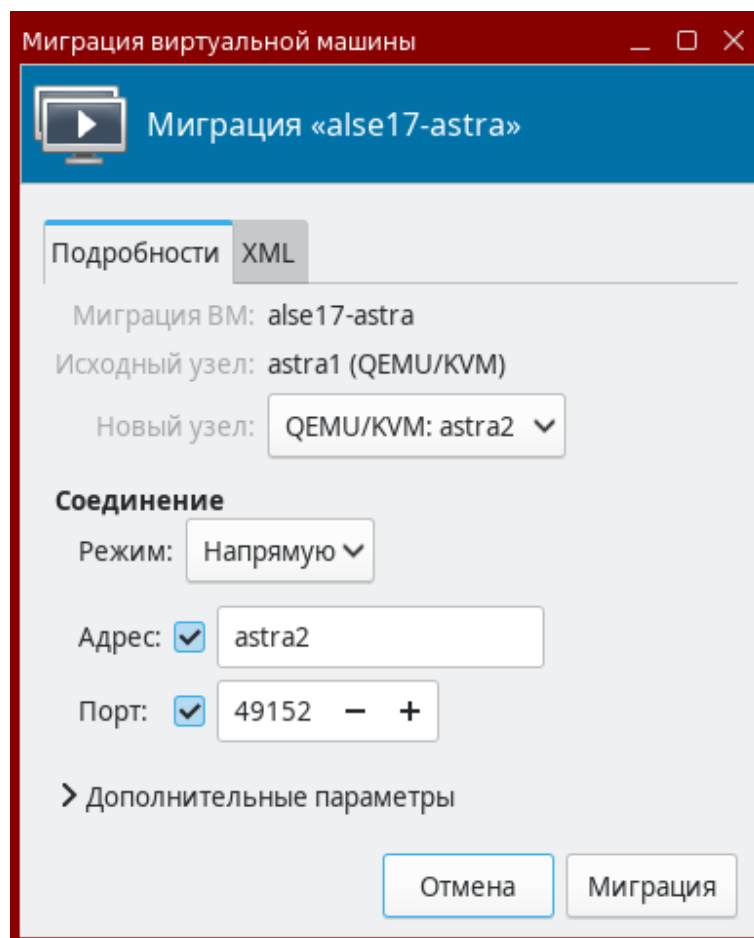 Миграция виртуальной машины
Миграция «alse17-astra»
Подробности XML
Миграция ВМ: alse17-astra
Исходный узел: astra1 (QEMU/KVM)
Новый узел: QEMU/KVM: astra2
Соединение
Режим: Напрямую
Адрес: astra2
Порт: 49152 − +
Дополнительные параметры
Отмена Миграция